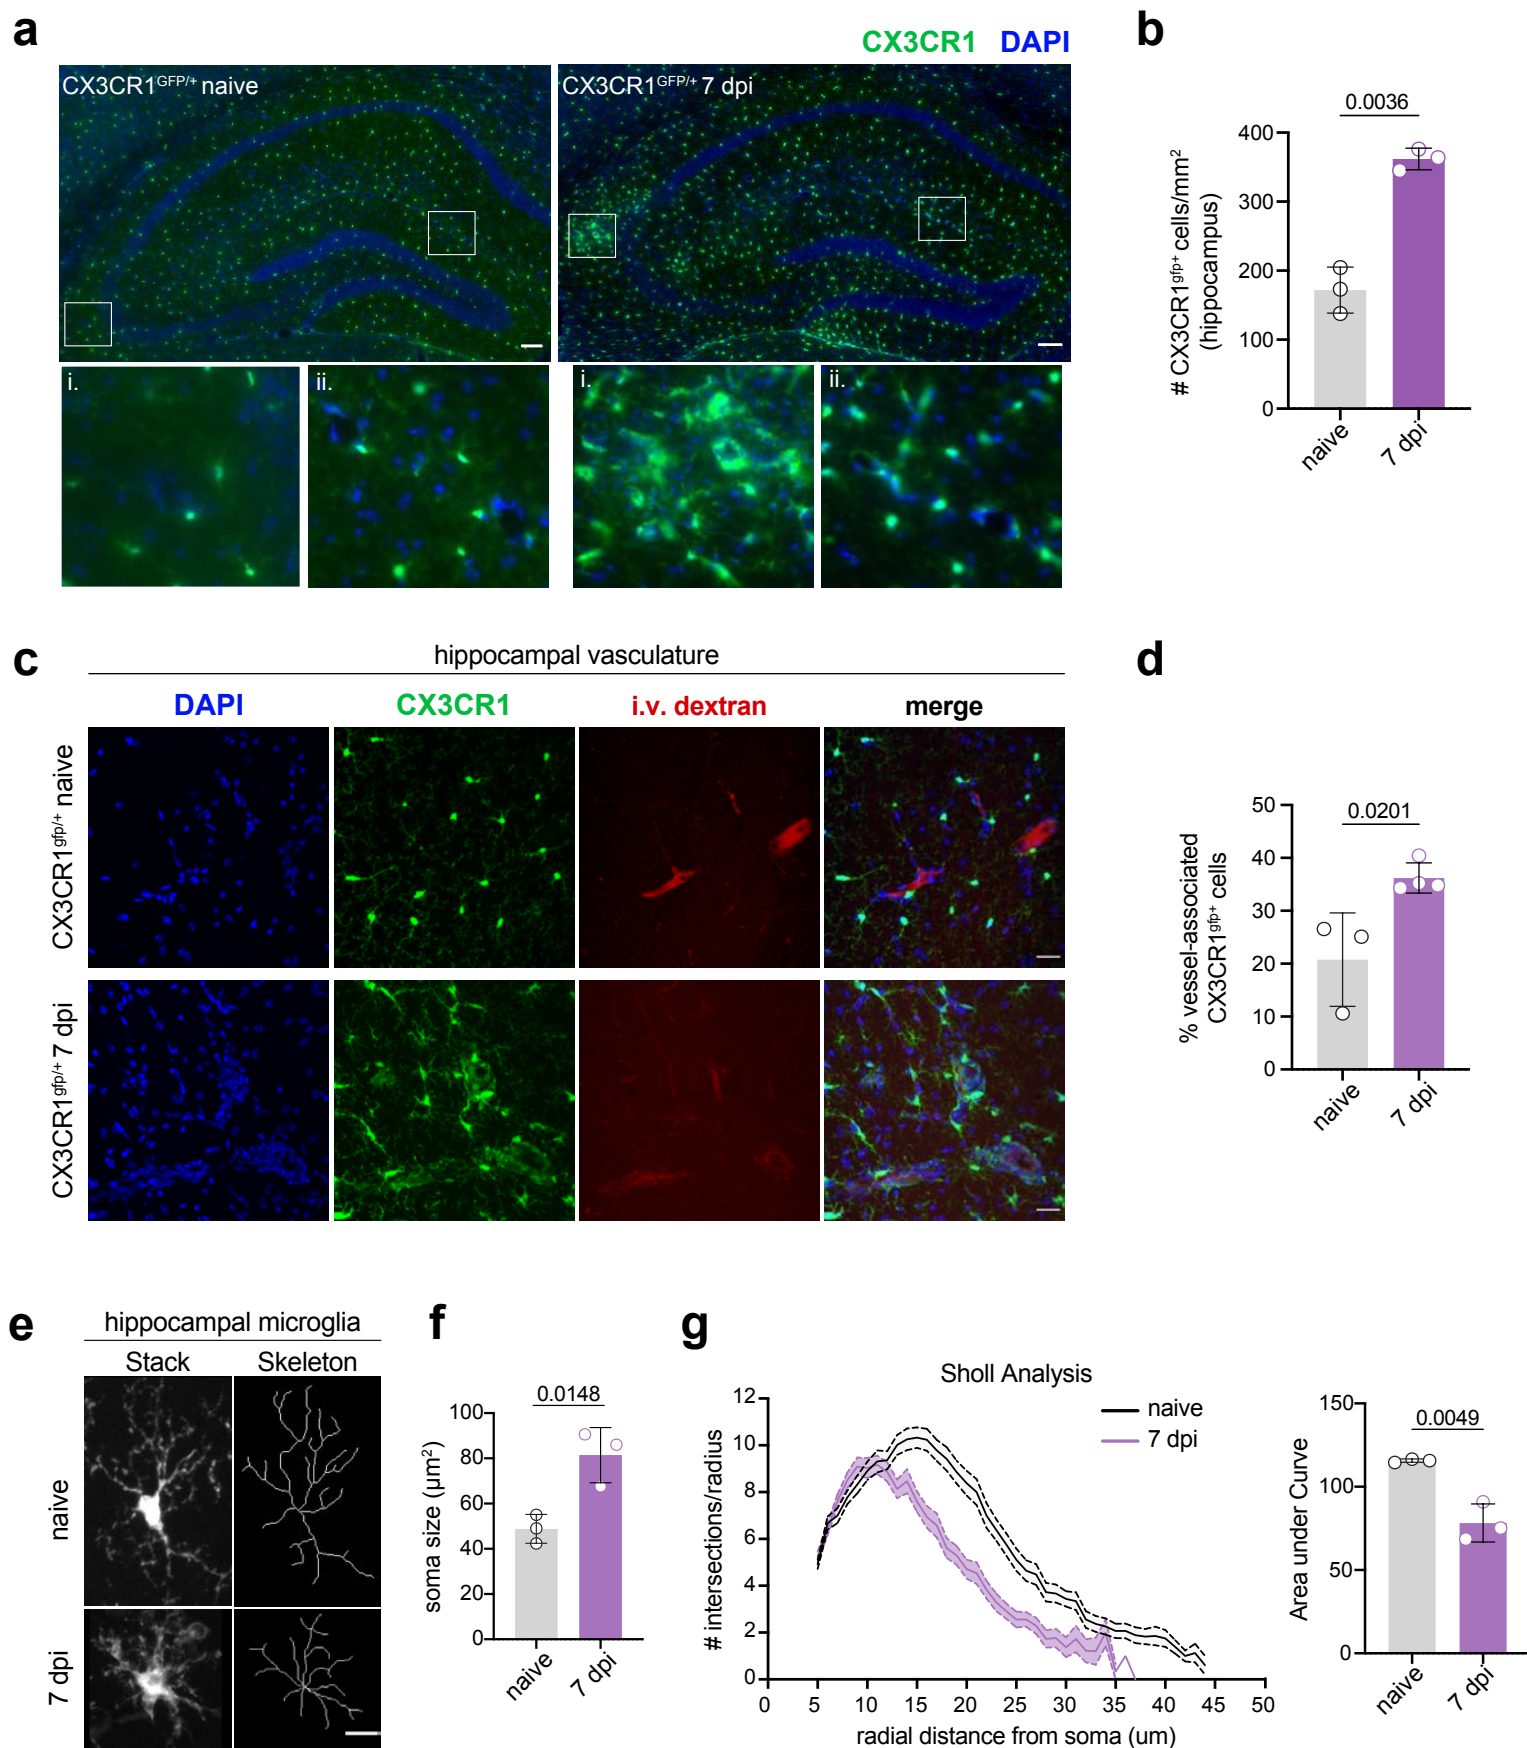 a
CX3CR1 DAPI
CX3CR1GFP/+ naive
CX3CR1GFP/+ 7 dpi
i.
ii.
i.
ii.
b
0.0036
400
300
200
100
0
# CX3CR1gfp+ cells/mm2
(hippocampus)
naive
7 dpi
c
hippocampal vasculature
DAPI
CX3CR1
i.v. dextran
merge
CX3CR1gfp/+ naive
CX3CR1gfp/+ 7 dpi
d
50
40
30
20
10
0
0.0201
% vessel-associated
CX3CR1gfp+ cells
naive
7 dpi
e
hippocampal microglia
Stack
Skeleton
naive
7 dpi
f
0.0148
100
80
60
40
20
0
soma size (µm2)
naive
7 dpi
g
Sholl Analysis
12
10
8
6
4
2
0
# intersections/radius
naive
7 dpi
0 5 10 15 20 25 30 35 40 45 50
radial distance from soma (um)
150
100
50
0
0.0049
Area under Curve
naive
7 dpi